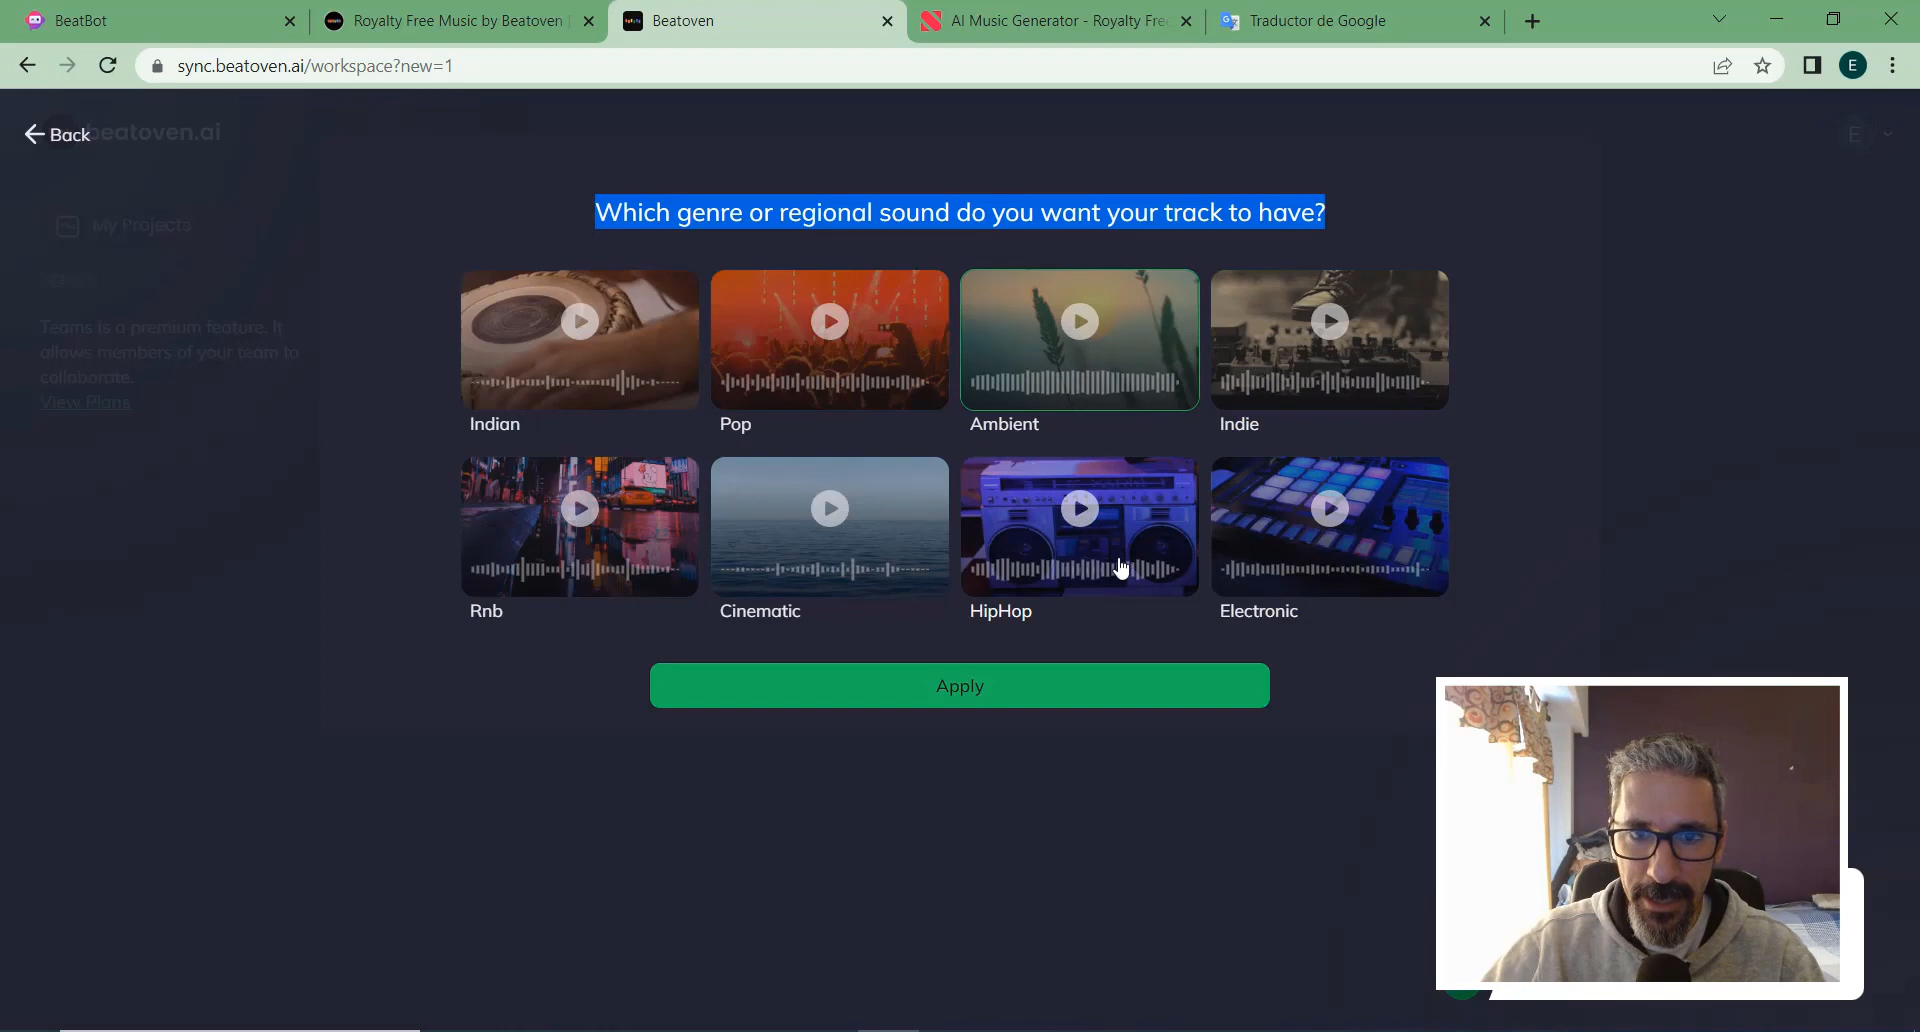 BeatBot
Royalty Free Music by Beatoven
Beatoven
AI Music Generator - Royalty Free
Traductor de Google
sync.beatoven.ai/workspace?new=1
E
Back
beatoven.ai
E
My Projects
Which genre or regional sound do you want your track to have?
Teams is a premium feature. It
allows members of your team to
collaborate.
View Plans
Indian
Pop
Ambient
Indie
Rnb
Cinematic
HipHop
Electronic
Apply